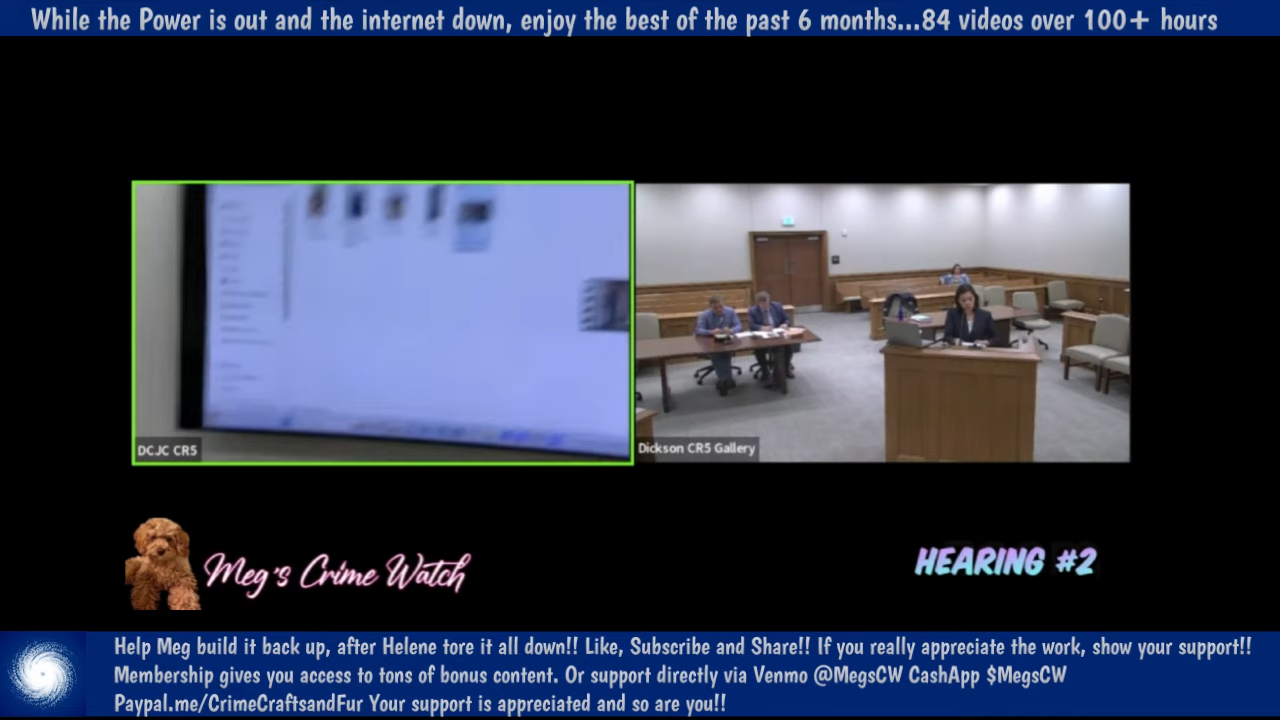 While the Power is out and the internet down, enjoy the best of the past 6 months...84 videos over 100+ hours
DCJC CR5
Dickson CR5 Gallery
Meg's Crime Watch
HEARING #2
Help Meg build it back up, after Helene tore it all down!! Like, Subscribe and Share!! If you really appreciate the work, show your support!!
Membership gives you access to tons of bonus content. Or support directly via Venmo @MegsCW CashApp $MegsCW
Paypal.me/CrimeCraftsandFur Your support is appreciated and so are you!!